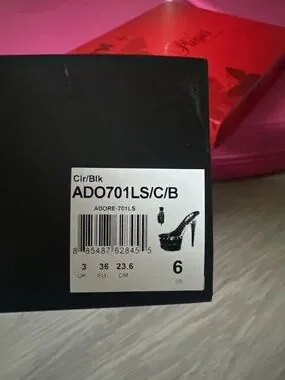 Clr/Blk
ADO701LS/C/B
ADORE-701LS
8 85487 62845 5
3 36 23.6 6
UK EU CM US